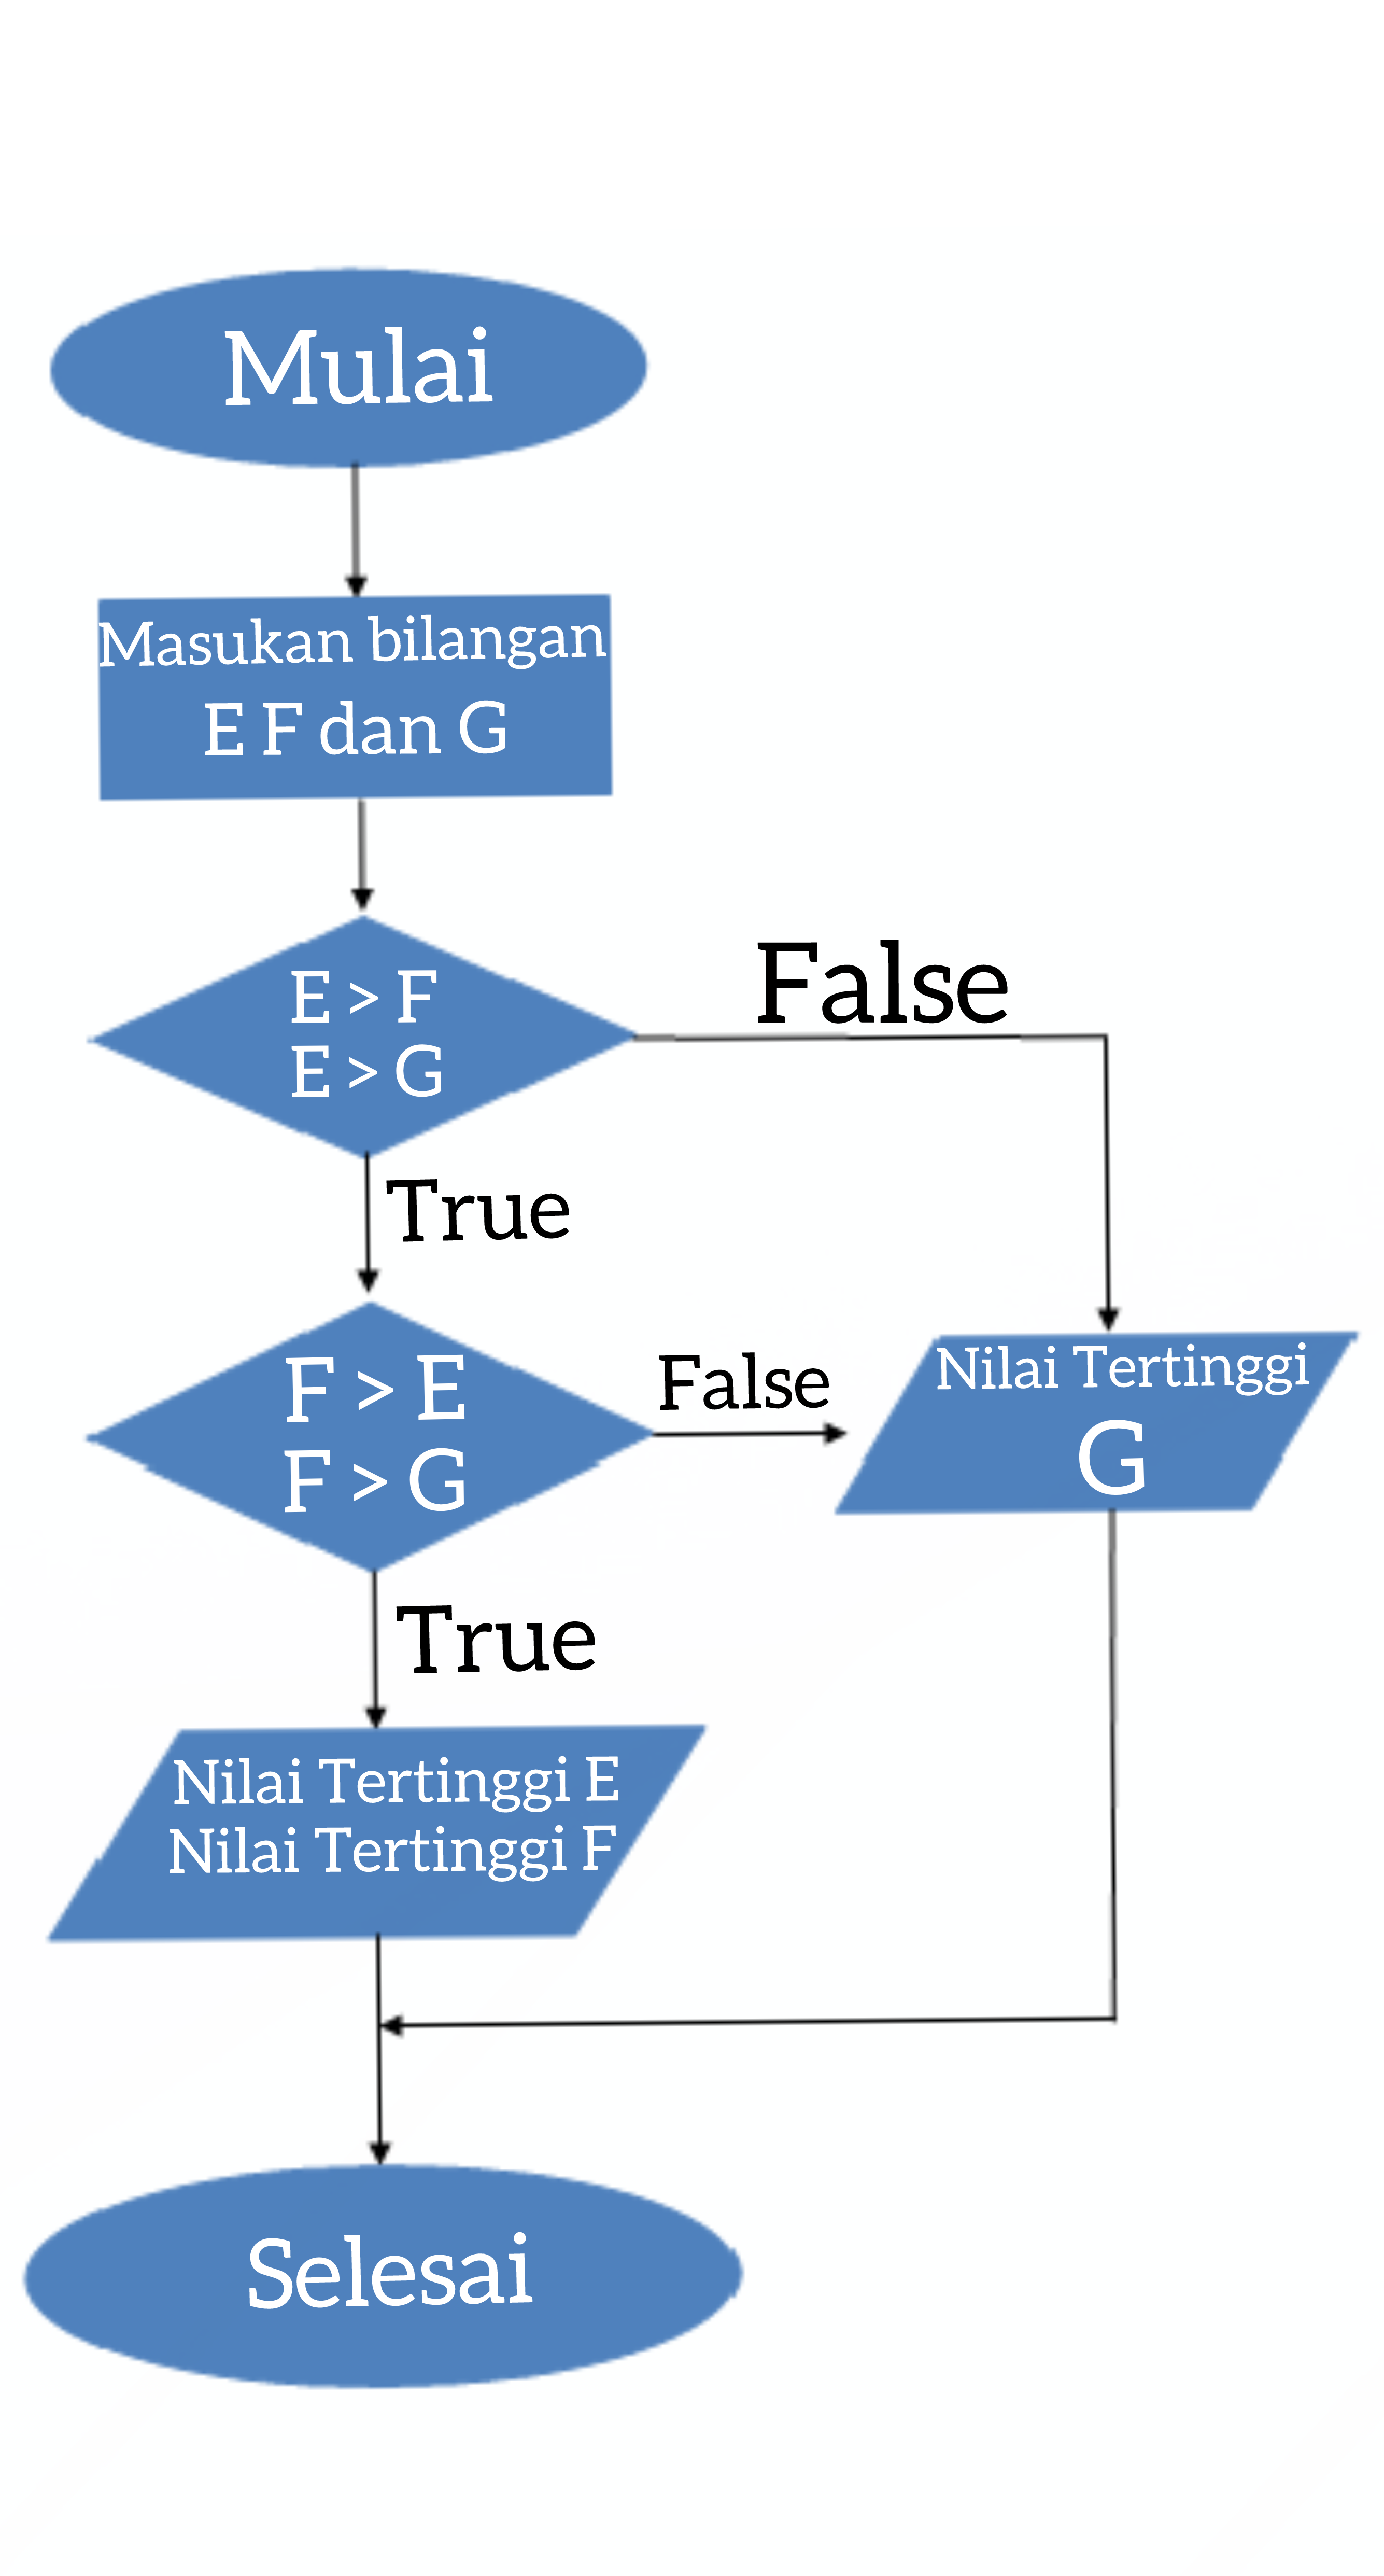 Mulai
Masukan bilangan
E F dan G
E > F
E > G
False
True
F > E
F > G
False
Nilai Tertinggi
G
True
Nilai Tertinggi E
Nilai Tertinggi F
Selesai